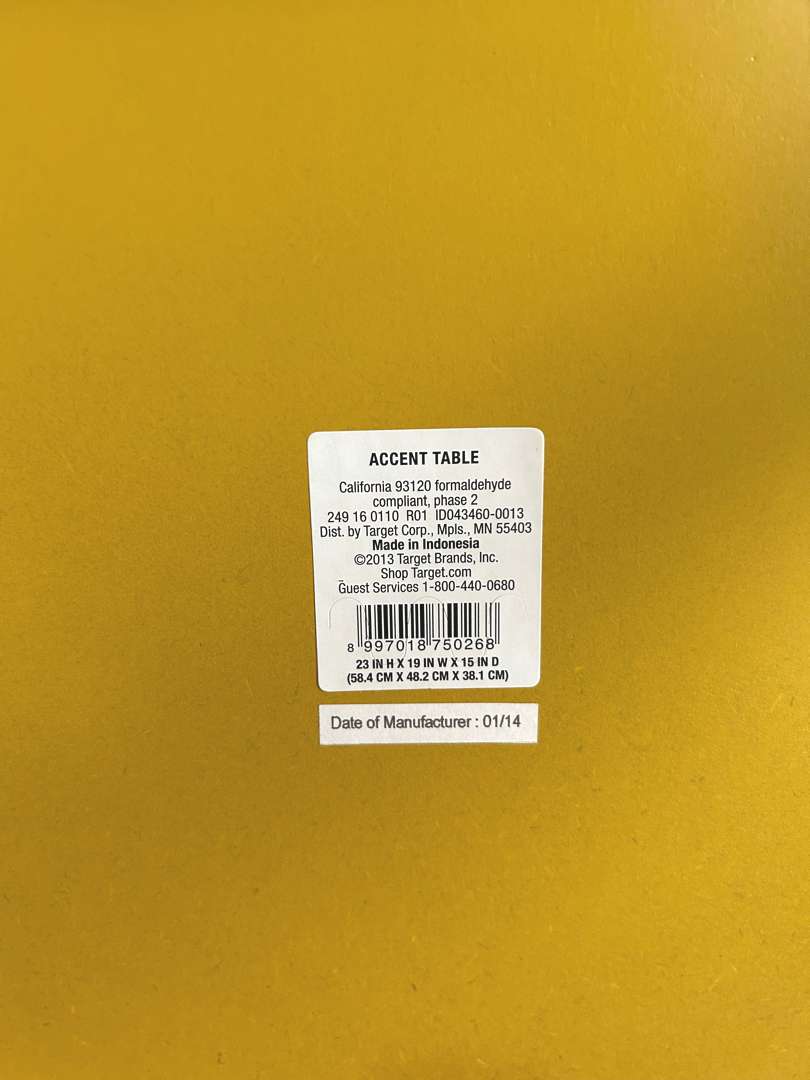 ACCENT TABLE
California 93120 formaldehyde
compliant, phase 2
249 16 0110 R01 ID043460-0013
Dist. by Target Corp., Mpls., MN 55403
Made in Indonesia
©2013 Target Brands, Inc.
Shop Target.com
Guest Services 1-800-440-0680
8 997018 750268
23 IN H X 19 IN W X 15 IN D
(58.4 CM X 48.2 CM X 38.1 CM)
Date of Manufacturer : 01/14